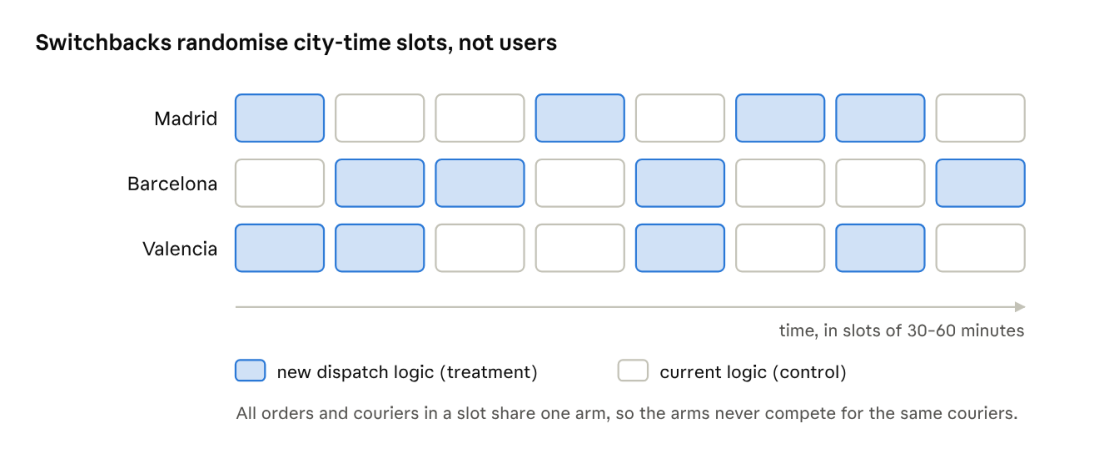 Switchbacks randomise city-time slots, not users
Madrid
Barcelona
Valencia
time, in slots of 30–60 minutes
new dispatch logic (treatment)
current logic (control)
All orders and couriers in a slot share one arm, so the arms never compete for the same couriers.